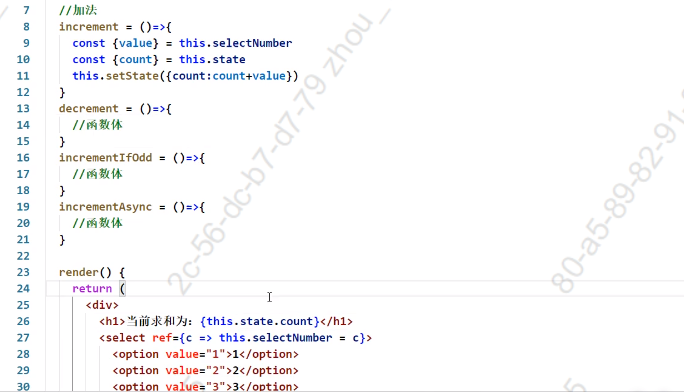 7 //加法
8 increment = ()=>{
9 const {value} = this.selectNumber
10 const {count} = this.state
11 this.setState({count:count+value})
12 }
13 decrement = ()=>{
14 //函数体
15 }
16 incrementIfOdd = ()=>{
17 //函数体
18 }
19 incrementAsync = ()=>{
20 //函数体
21 }
22
23 render() {
24 return (
25 <div>
26 <h1>当前求和为：{this.state.count}</h1>
27 <select ref={c => this.selectNumber = c}>
28 <option value="1">1</option>
29 <option value="2">2</option>
30 <option value="3">3</option>
2c-56-dc-b7-d7-79 zhou_
80-a5-89-82-91-